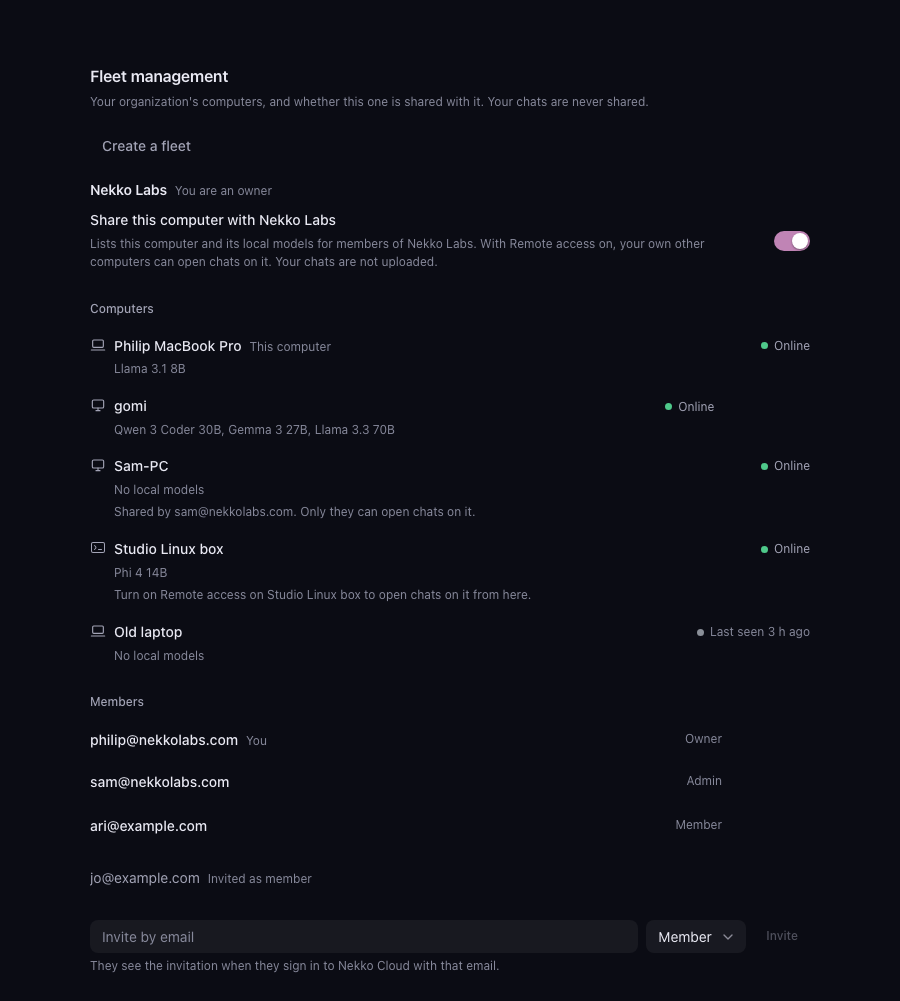 Fleet management
Your organization's computers, and whether this one is shared with it. Your chats are never shared.
Create a fleet
Nekko Labs You are an owner
Share this computer with Nekko Labs
Lists this computer and its local models for members of Nekko Labs. With Remote access on, your own other
computers can open chats on it. Your chats are not uploaded.
Computers
Philip MacBook Pro This computer Online
Llama 3.1 8B
gomi Online
Qwen 3 Coder 30B, Gemma 3 27B, Llama 3.3 70B
Sam-PC Online
No local models
Shared by sam@nekkolabs.com. Only they can open chats on it.
Studio Linux box Online
Phi 4 14B
Turn on Remote access on Studio Linux box to open chats on it from here.
Old laptop Last seen 3 h ago
No local models
Members
philip@nekkolabs.com You Owner
sam@nekkolabs.com Admin
ari@example.com Member
jo@example.com Invited as member
Invite by email Member Invite
They see the invitation when they sign in to Nekko Cloud with that email.